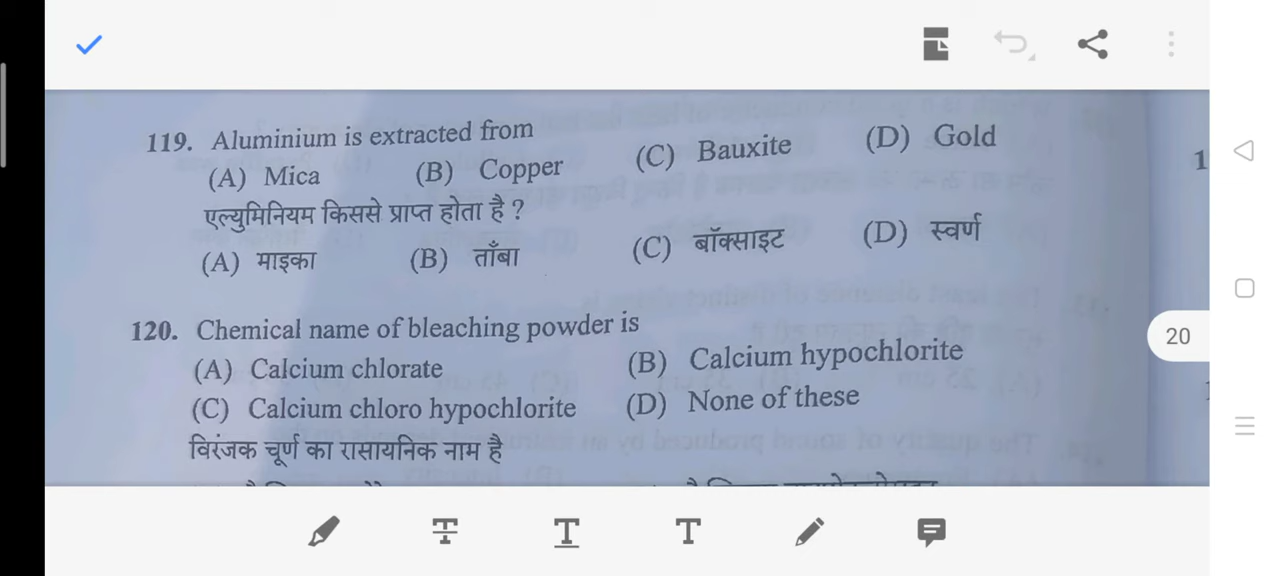 119. Aluminium is extracted from
(A) Mica (B) Copper (C) Bauxite (D) Gold
एल्युमिनियम किससे प्राप्त होता है ?
(A) माइका (B) ताँबा (C) बॉक्साइट (D) स्वर्ण
120. Chemical name of bleaching powder is
(A) Calcium chlorate (B) Calcium hypochlorite
(C) Calcium chloro hypochlorite (D) None of these
विरंजक चूर्ण का रासायनिक नाम है
20